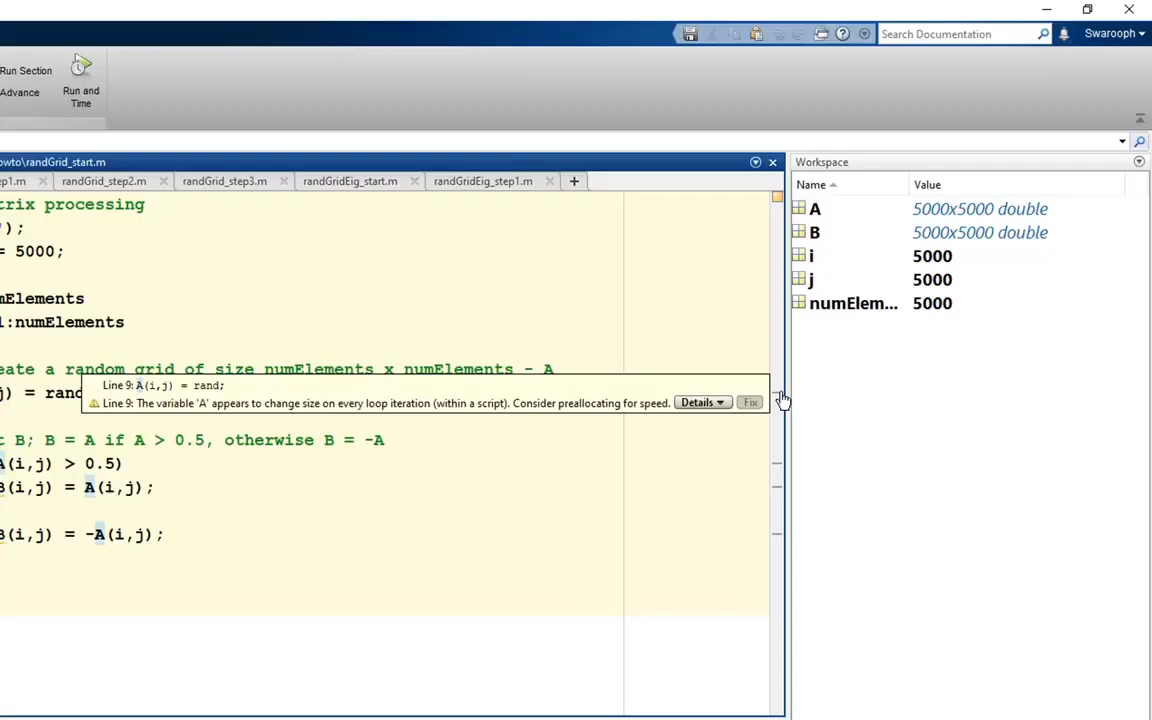 Search Documentation
Swarooph
Run Section
Advance
Run and
Time
owto\randGrid_start.m
ep1.m
randGrid_step2.m
randGrid_step3.m
randGridEig_start.m
randGridEig_step1.m
trix processing
');
= 5000;
mElements
1:numElements
eate a random grid of size numElements x numElements - A
j) = rand
Line 9: A(i,j) = rand;
Line 9: The variable 'A' appears to change size on every loop iteration (within a script). Consider preallocating for speed.
Details
Fix
t B; B = A if A > 0.5, otherwise B = -A
A(i,j) > 0.5)
B(i,j) = A(i,j);
B(i,j) = -A(i,j);
Workspace
Name Value
A 5000x5000 double
B 5000x5000 double
i 5000
j 5000
numElem... 5000